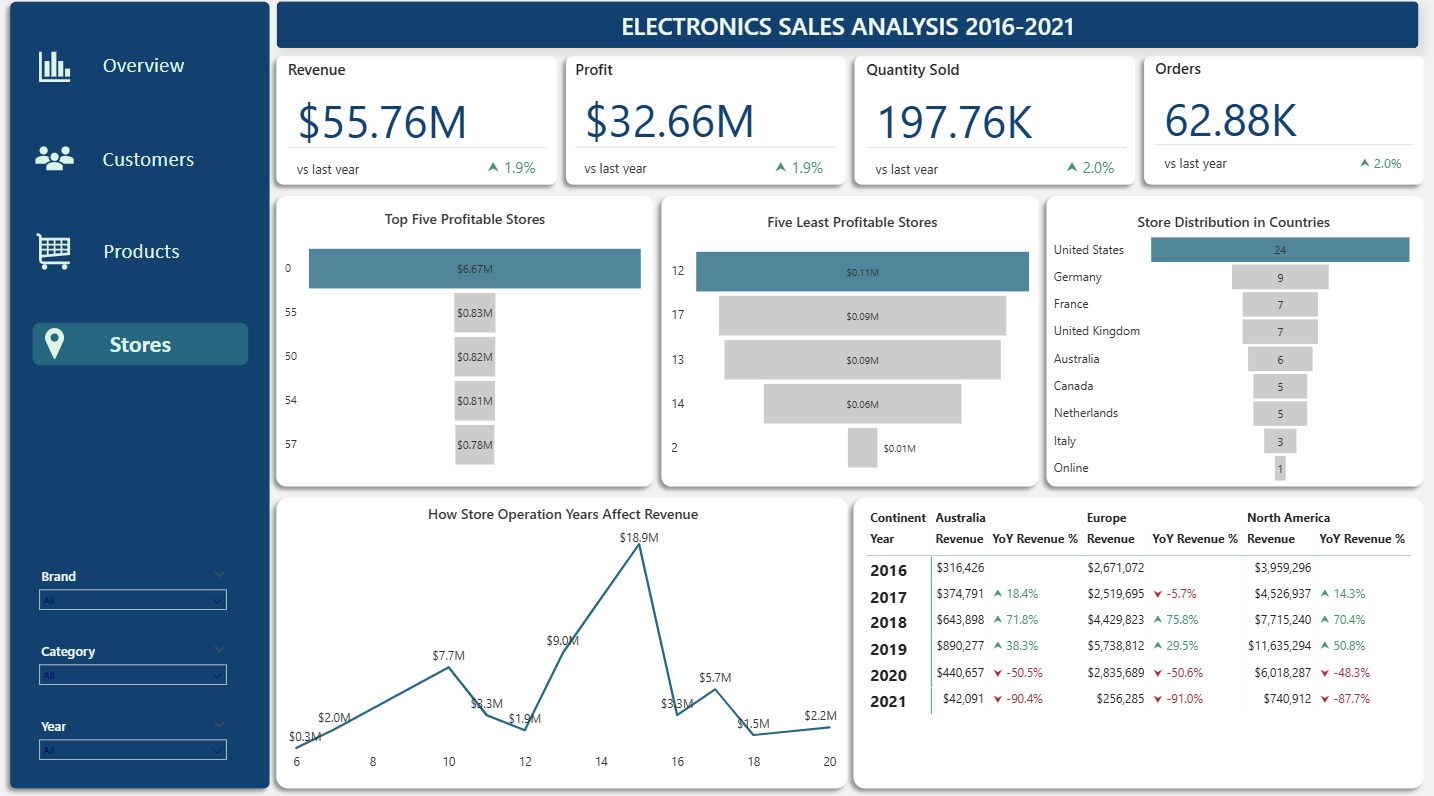 ELECTRONICS SALES ANALYSIS 2016-2021
Overview
Customers
Products
Stores
Brand
All
Category
All
Year
All
Revenue
$55.76M
vs last year 1.9%
Profit
$32.66M
vs last year 1.9%
Quantity Sold
197.76K
vs last year 2.0%
Orders
62.88K
vs last year 2.0%
Top Five Profitable Stores
0 $6.67M
55 $0.83M
50 $0.82M
54 $0.81M
57 $0.78M
Five Least Profitable Stores
12 $0.11M
17 $0.09M
13 $0.09M
14 $0.06M
2 $0.01M
Store Distribution in Countries
United States 24
Germany 9
France 7
United Kingdom 7
Australia 6
Canada 5
Netherlands 5
Italy 3
Online 1
How Store Operation Years Affect Revenue
$0.3M $2.0M $7.7M $3.3M $1.9M $9.0M $18.9M $3.3M $5.7M $1.5M $2.2M
6 8 10 12 14 16 18 20
Continent Australia Europe North America
Year Revenue YoY Revenue % Revenue YoY Revenue % Revenue YoY Revenue %
2016 $316,426 $2,671,072 $3,959,296
2017 $374,791 18.4% $2,519,695 -5.7% $4,526,937 14.3%
2018 $643,898 71.8% $4,429,823 75.8% $7,715,240 70.4%
2019 $890,277 38.3% $5,738,812 29.5% $11,635,294 50.8%
2020 $440,657 -50.5% $2,835,689 -50.6% $6,018,287 -48.3%
2021 $42,091 -90.4% $256,285 -91.0% $740,912 -87.7%